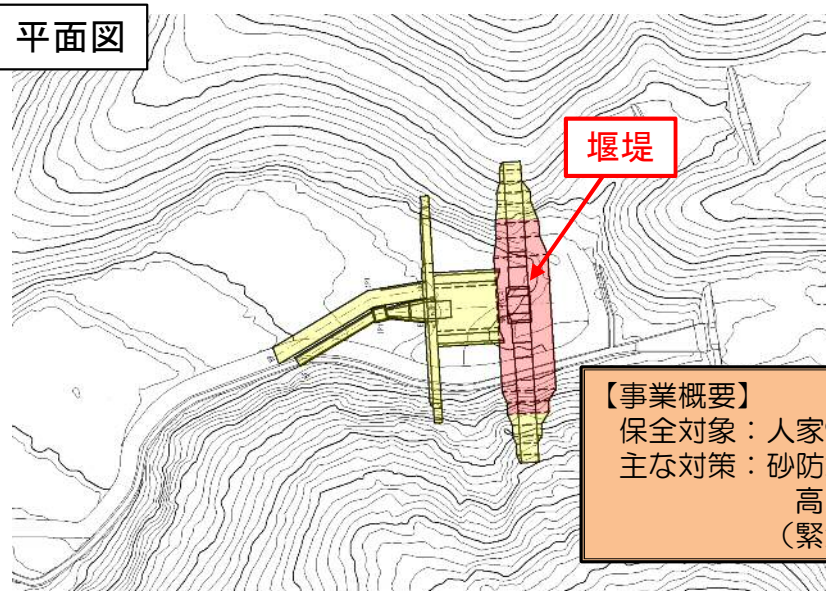 平面図
堰堤
【事業概要】
保全対象：人家
主な対策：砂防
高
（緊